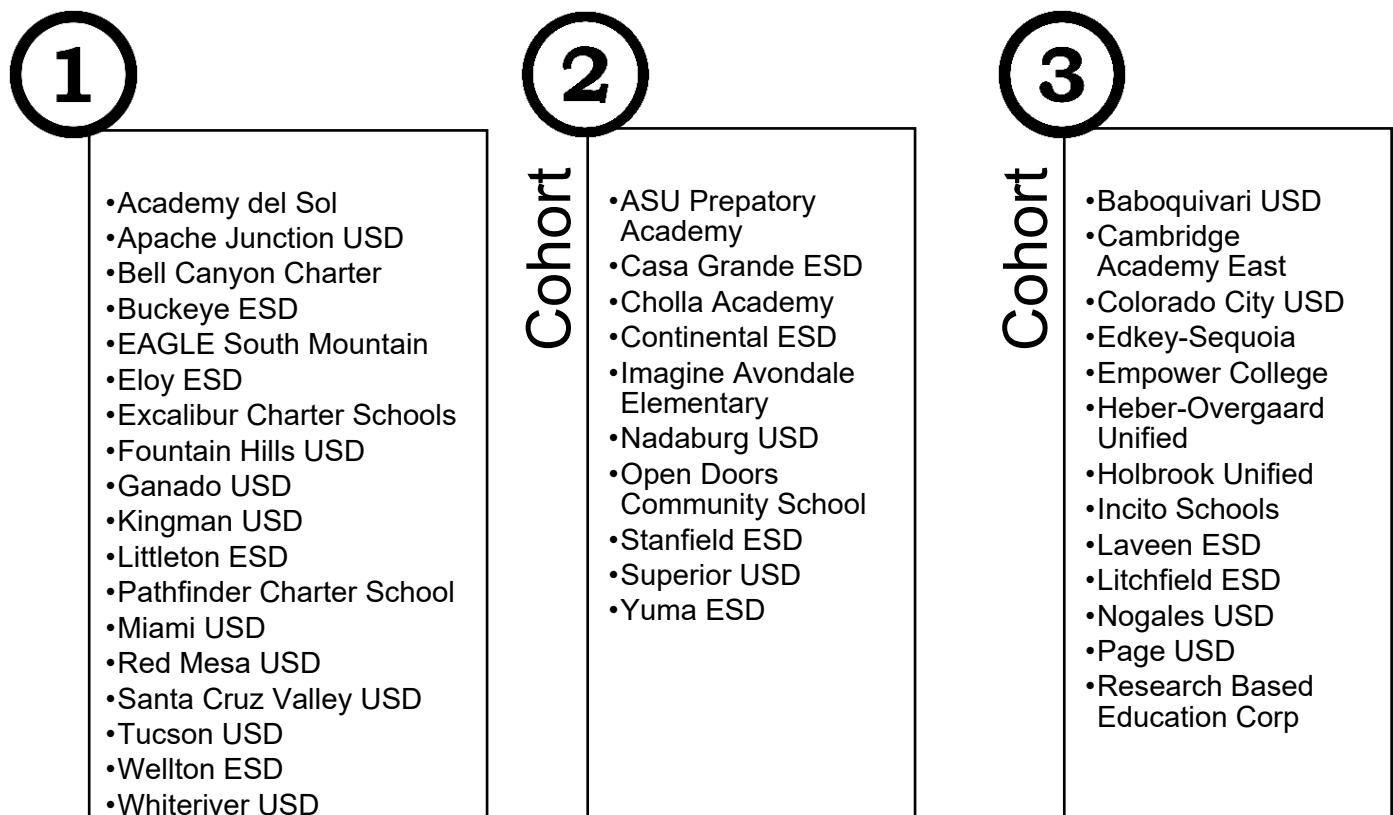 1
•Academy del Sol
•Apache Junction USD
•Bell Canyon Charter
•Buckeye ESD
•EAGLE South Mountain
•Eloy ESD
•Excalibur Charter Schools
•Fountain Hills USD
•Ganado USD
•Kingman USD
•Littleton ESD
•Pathfinder Charter School
•Miami USD
•Red Mesa USD
•Santa Cruz Valley USD
•Tucson USD
•Wellton ESD
•Whiteriver USD
2
Cohort
•ASU Prepatory
Academy
•Casa Grande ESD
•Cholla Academy
•Continental ESD
•Imagine Avondale
Elementary
•Nadaburg USD
•Open Doors
Community School
•Stanfield ESD
•Superior USD
•Yuma ESD
3
Cohort
•Baboquivari USD
•Cambridge
Academy East
•Colorado City USD
•Edkey-Sequoia
•Empower College
•Heber-Overgaard
Unified
•Holbrook Unified
•Incito Schools
•Laveen ESD
•Litchfield ESD
•Nogales USD
•Page USD
•Research Based
Education Corp